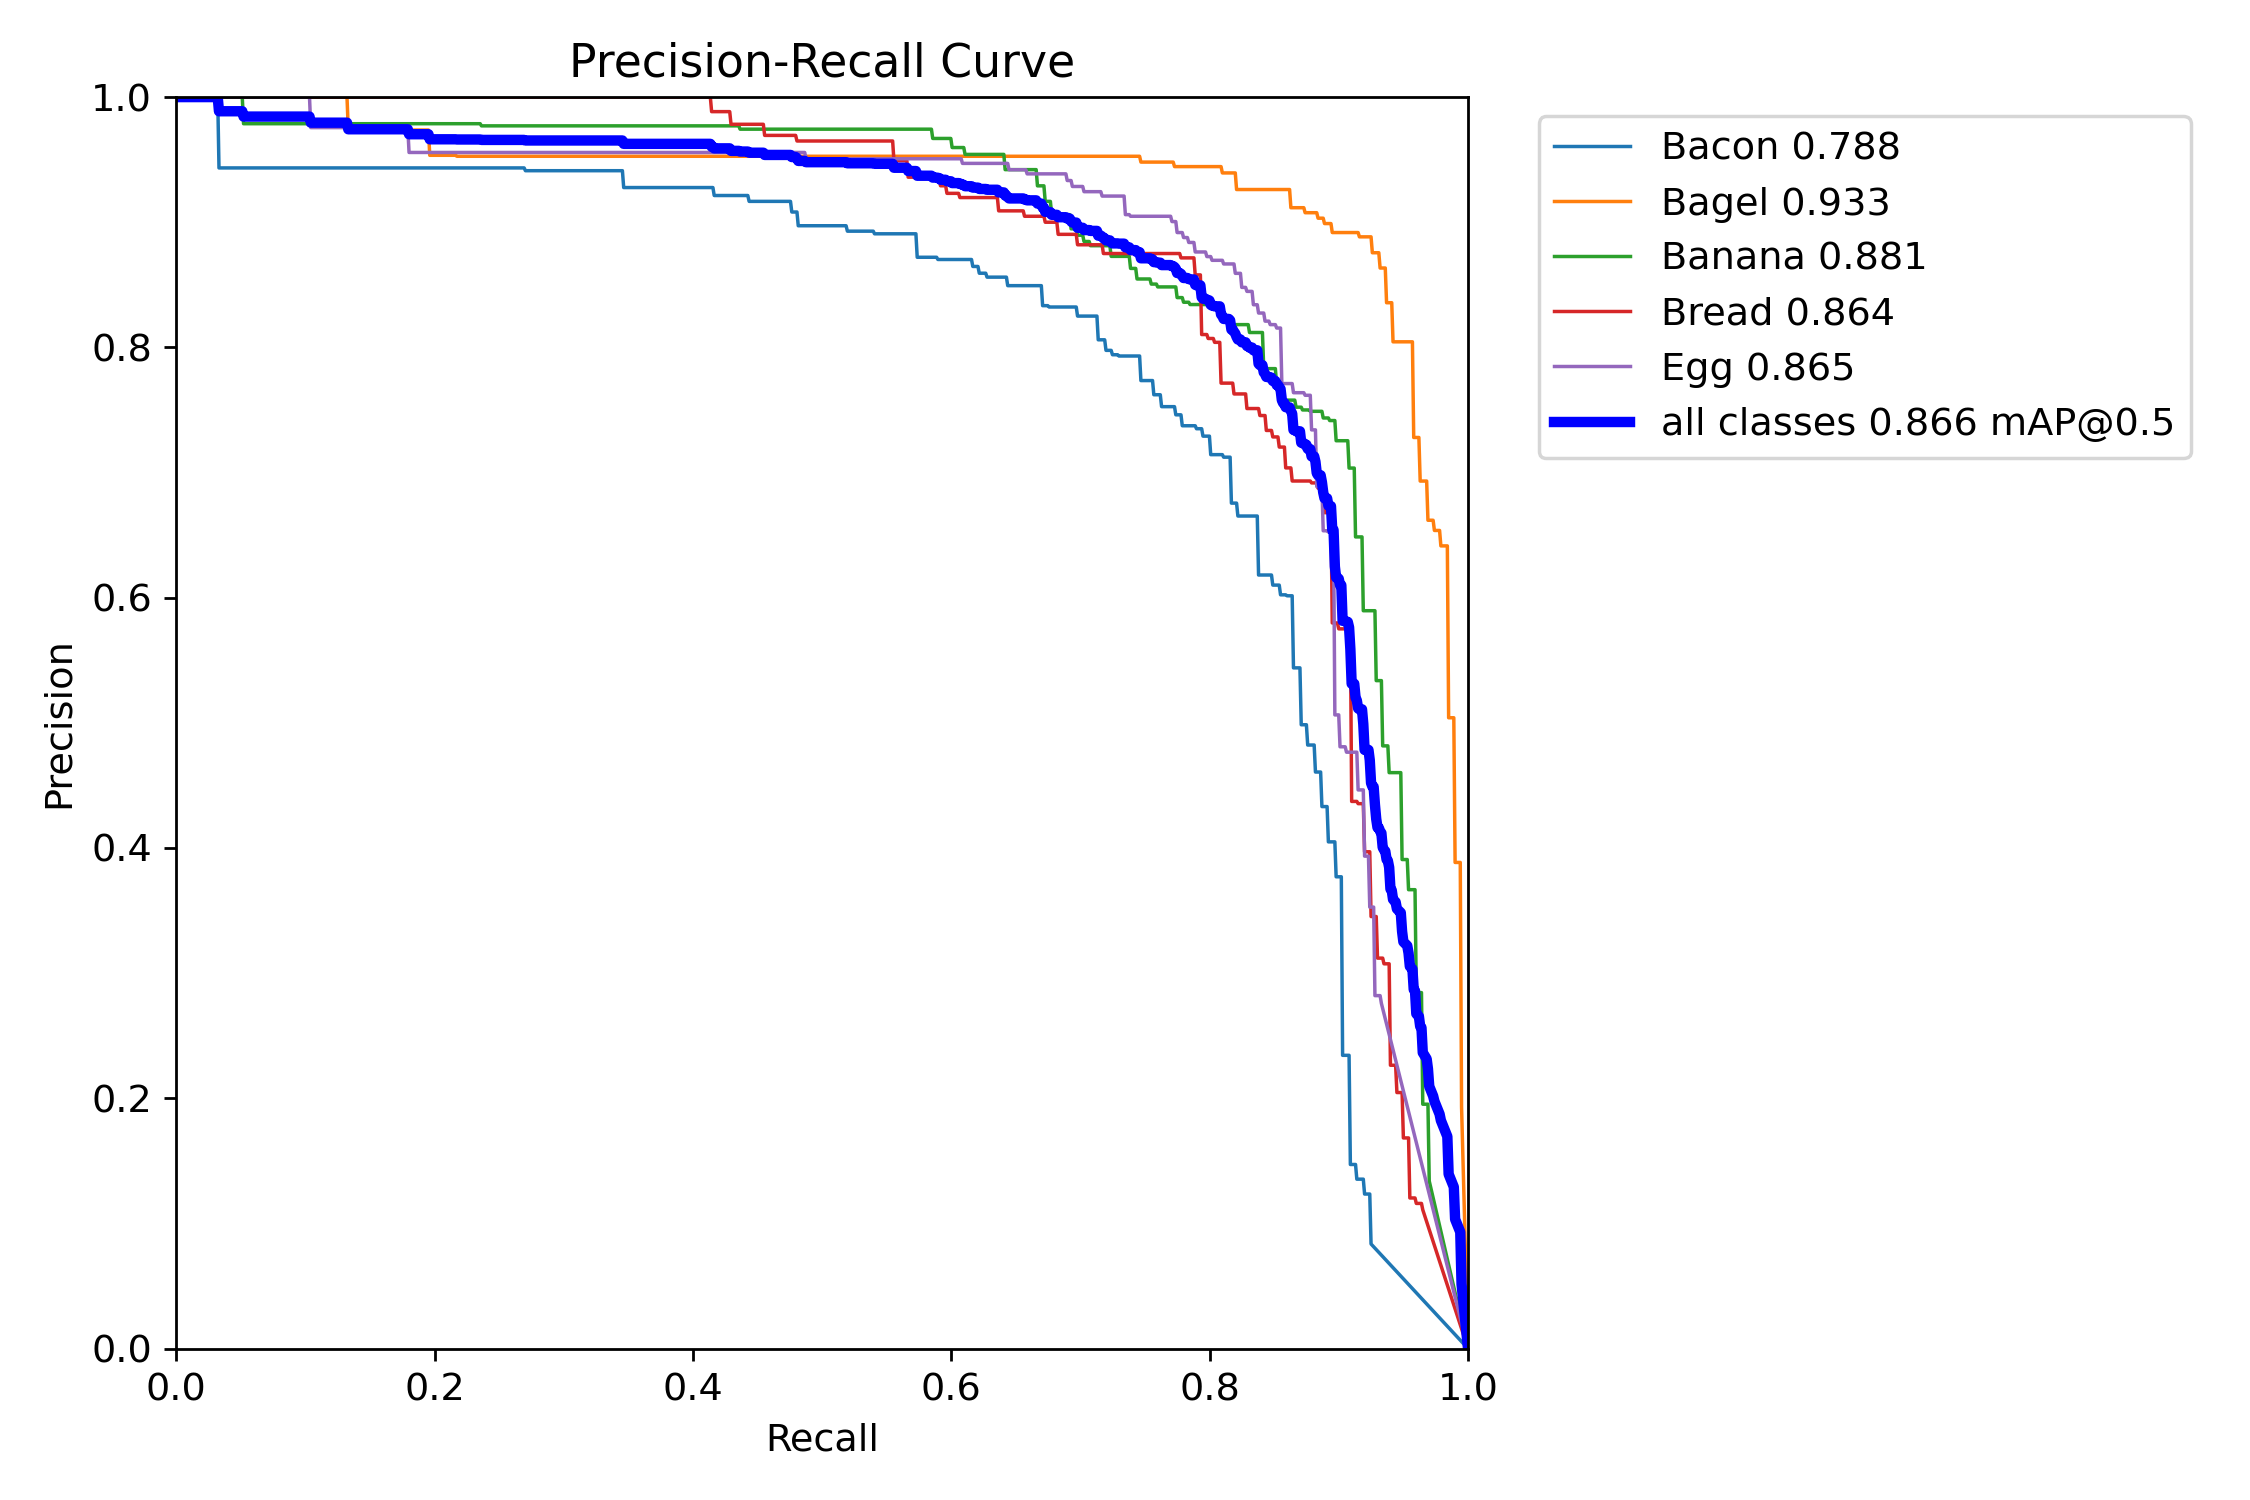 Precision-Recall Curve
1.0
0.8
0.6
0.4
0.2
0.0
Precision
0.0 0.2 0.4 0.6 0.8 1.0
Recall
Bacon 0.788
Bagel 0.933
Banana 0.881
Bread 0.864
Egg 0.865
all classes 0.866 mAP@0.5